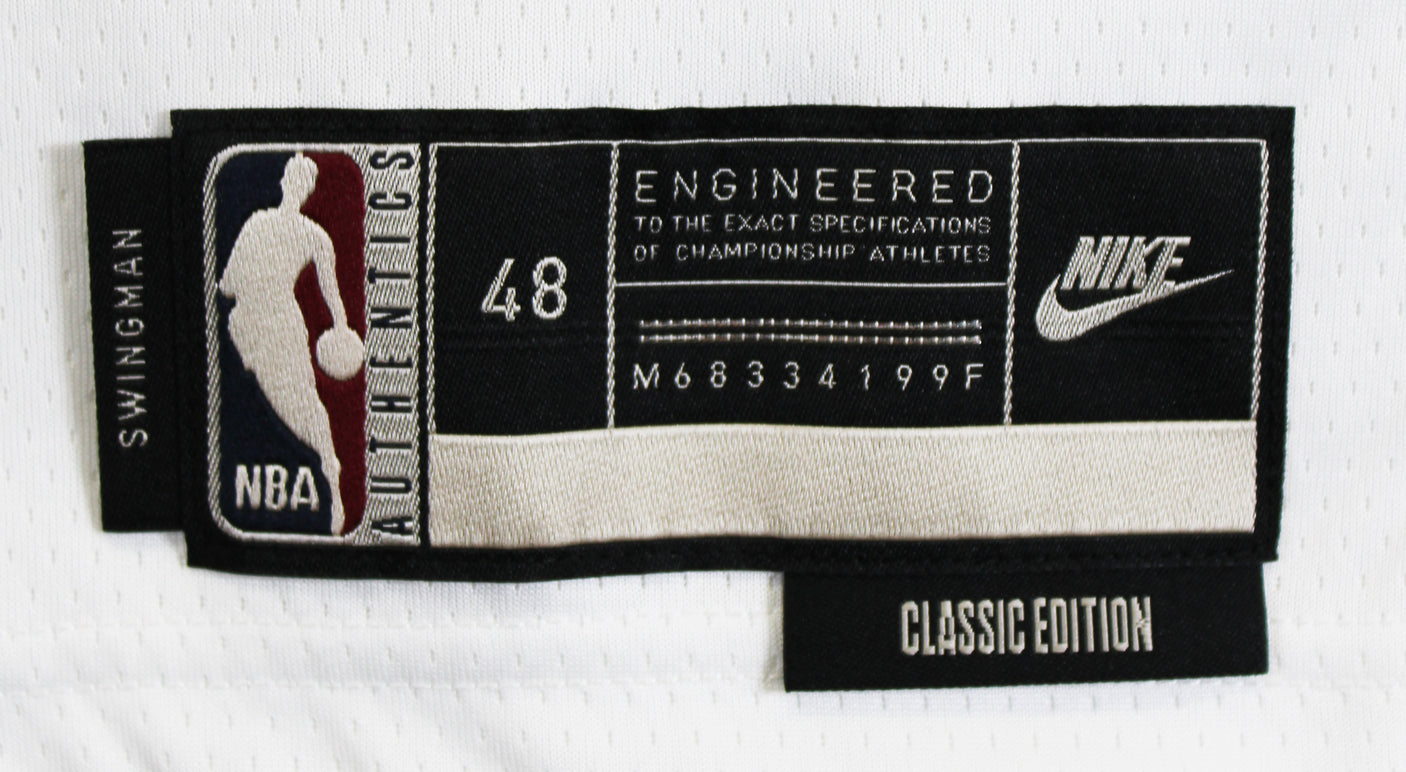 SWINGMAN
NBA
AUTHENTICS
48
ENGINEERED
TO THE EXACT SPECIFICATIONS
OF CHAMPIONSHIP ATHLETES
M68334199F
NIKE
CLASSIC EDITION